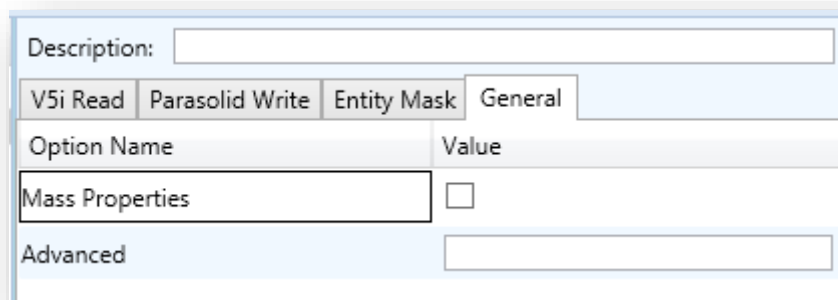 Description:
V5i Read Parasolid Write Entity Mask General
Option Name Value
Mass Properties
Advanced